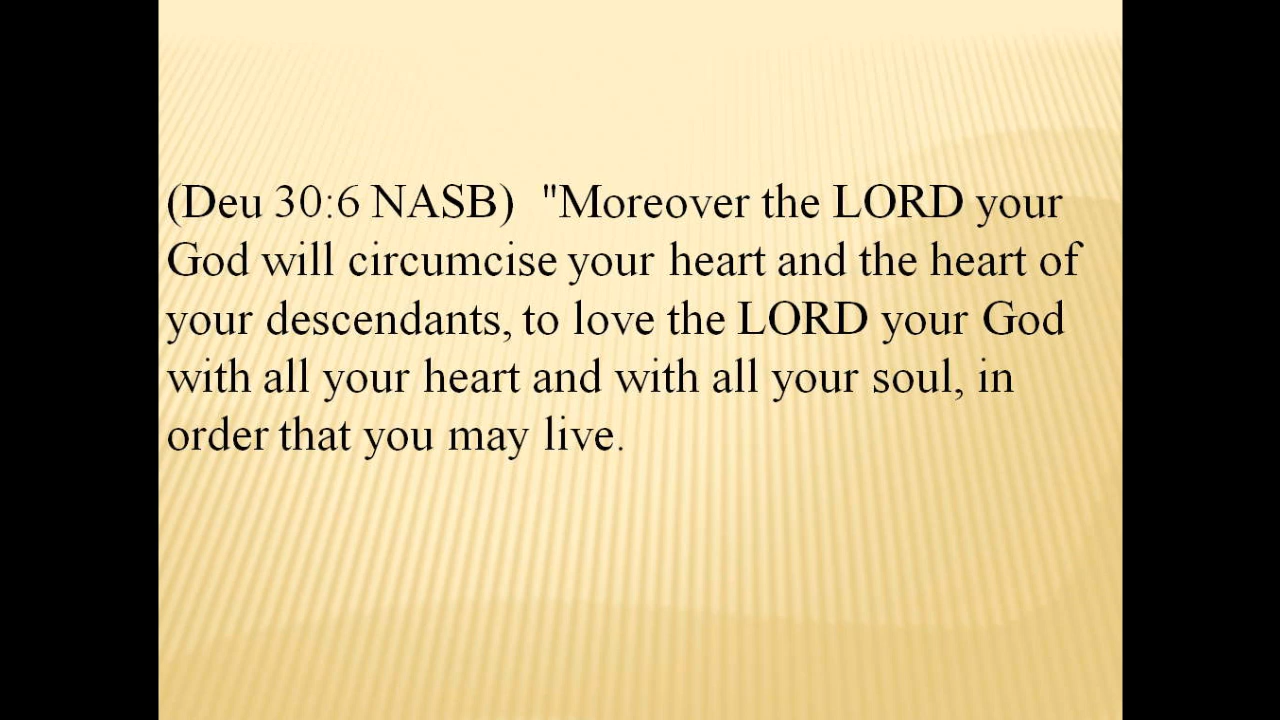 (Deu 30:6 NASB)  "Moreover the LORD your
God will circumcise your heart and the heart of
your descendants, to love the LORD your God
with all your heart and with all your soul, in
order that you may live.